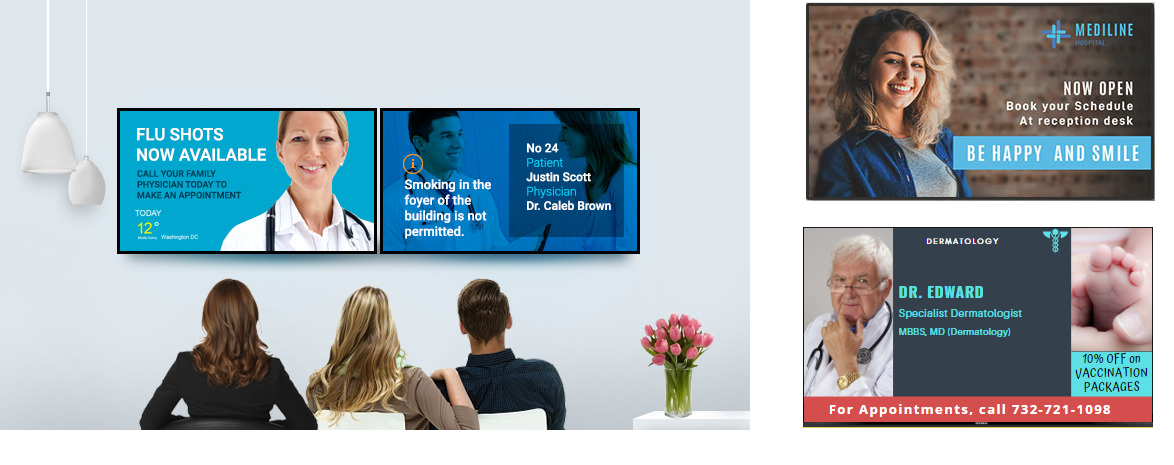 FLU SHOTS
NOW AVAILABLE
CALL YOUR FAMILY
PHYSICIAN TODAY TO
MAKE AN APPOINTMENT
TODAY
12°
Washington DC
i
Smoking in the
foyer of the
building is not
permitted.
No 24
Patient
Justin Scott
Physician
Dr. Caleb Brown
MEDILINE
HOSPITAL
NOW OPEN
Book your Schedule
At reception desk
BE HAPPY AND SMILE
DERMATOLOGY
DR. EDWARD
Specialist Dermatologist
MBBS, MD (Dermatology)
10% OFF on
VACCINATION
PACKAGES
For Appointments, call 732-721-1098